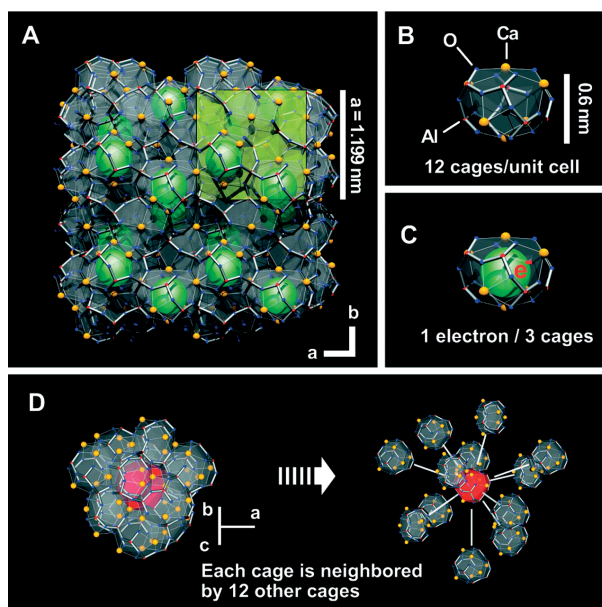 A
a = 1.199 nm
b
a
B
O
Ca
Al
0.6 nm
12 cages/unit cell
C
e-
1 electron / 3 cages
D
b
a
c
Each cage is neighbored
by 12 other cages